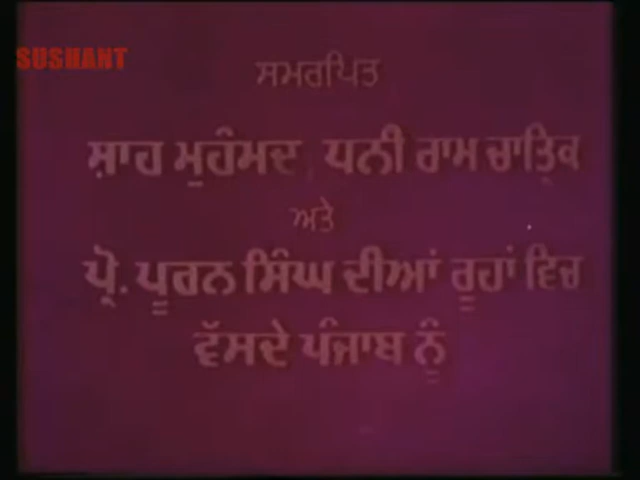 SUSHANT
ਸਮਰਪਿਤ
ਸ਼ਾਹ ਮੁਹੰਮਦ, ਧਨੀ ਰਾਮ ਚਾਤ੍ਰਿਕ
ਅਤੇ
ਪ੍ਰੋ. ਪੂਰਨ ਸਿੰਘ ਦੀਆਂ ਰੂਹਾਂ ਵਿਚ
ਵੱਸਦੇ ਪੰਜਾਬ ਨੂੰ